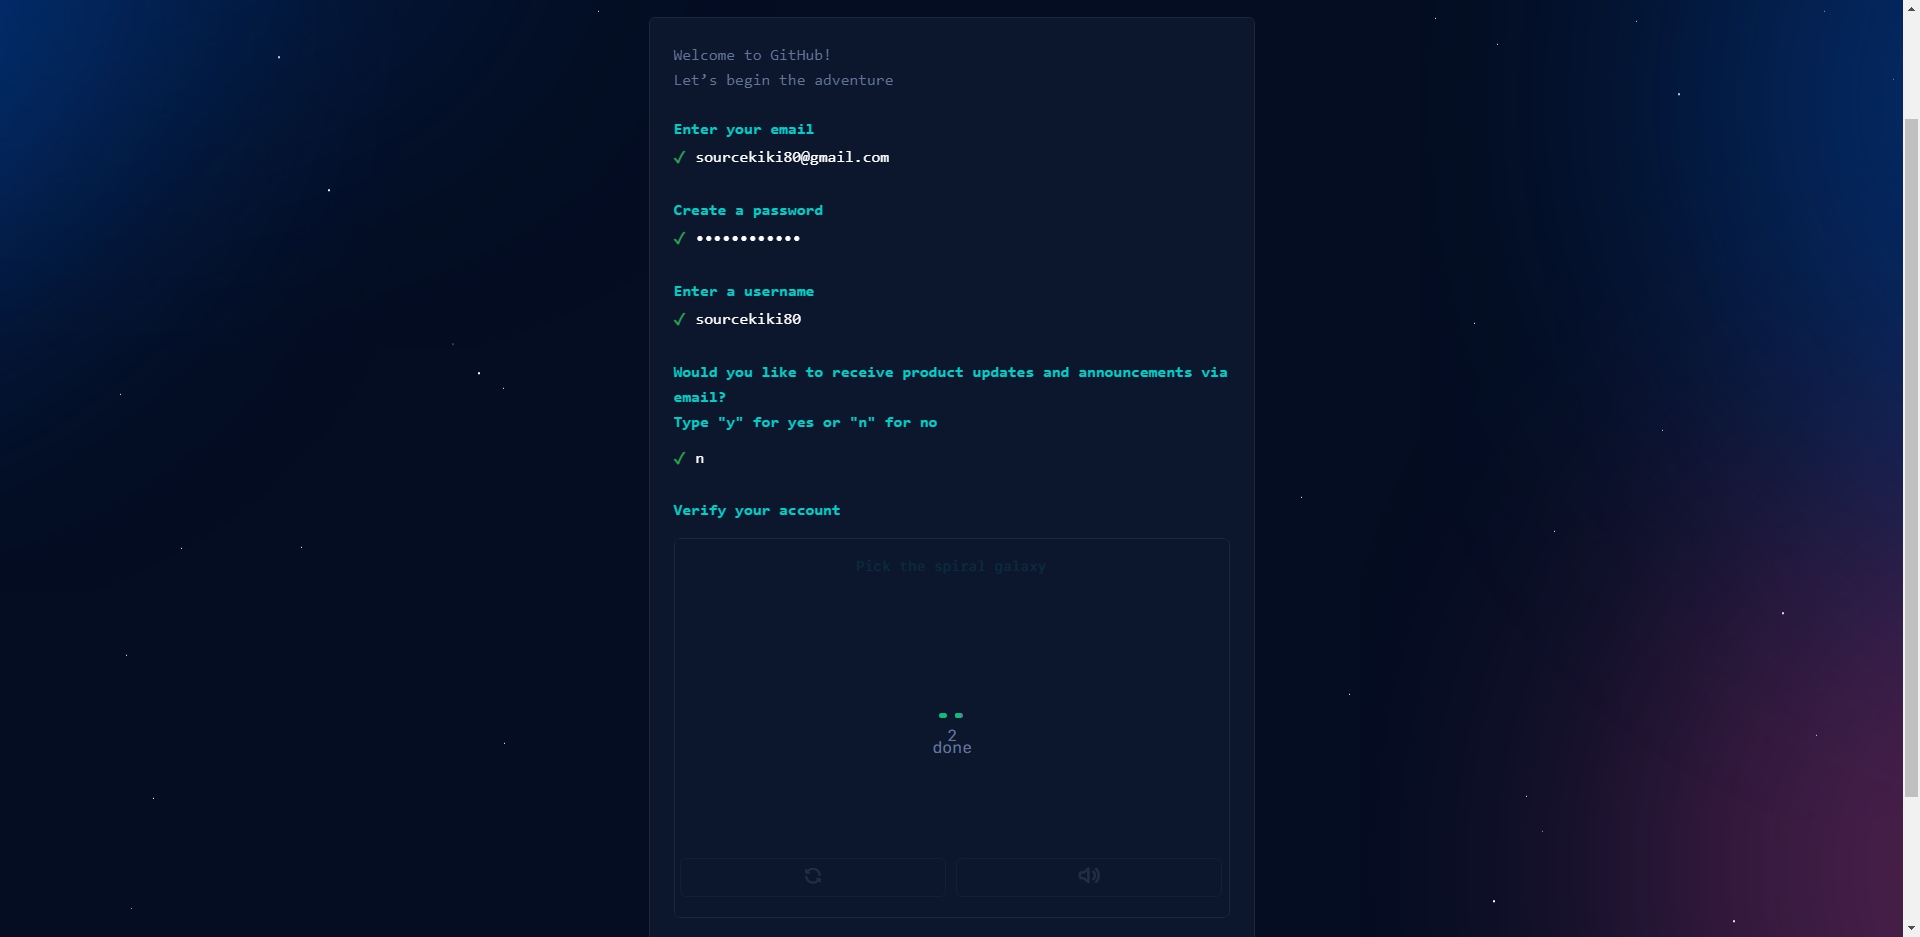 Welcome to GitHub!
Let’s begin the adventure
Enter your email
✓ sourcekiki80@gmail.com
Create a password
✓ ••••••••••••
Enter a username
✓ sourcekiki80
Would you like to receive product updates and announcements via
email?
Type "y" for yes or "n" for no
✓ n
Verify your account
Pick the spiral galaxy
2
done